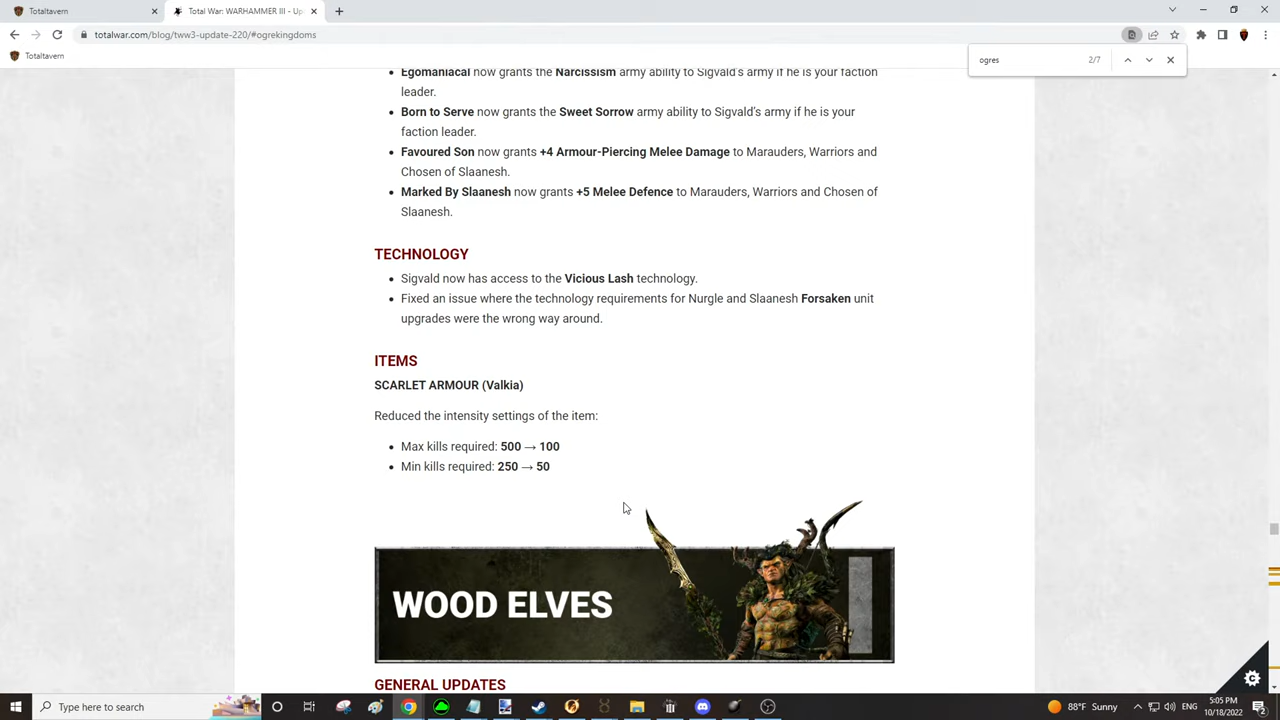 Totaltavern
Total War: WARHAMMER III - Up
totalwar.com/blog/tww3-update-220/#ogrekingdoms
Totaltavern
ogres 2/7
Egomaniacal now grants the Narcissism army ability to Sigvald's army if he is your faction
leader.
Born to Serve now grants the Sweet Sorrow army ability to Sigvald's army if he is your
faction leader.
Favoured Son now grants +4 Armour-Piercing Melee Damage to Marauders, Warriors and
Chosen of Slaanesh.
Marked By Slaanesh now grants +5 Melee Defence to Marauders, Warriors and Chosen of
Slaanesh.
TECHNOLOGY
Sigvald now has access to the Vicious Lash technology.
Fixed an issue where the technology requirements for Nurgle and Slaanesh Forsaken unit
upgrades were the wrong way around.
ITEMS
SCARLET ARMOUR (Valkia)
Reduced the intensity settings of the item:
Max kills required: 500 → 100
Min kills required: 250 → 50
WOOD ELVES
GENERAL UPDATES
Type here to search
88°F Sunny
ENG
5:05 PM
10/18/2022
2